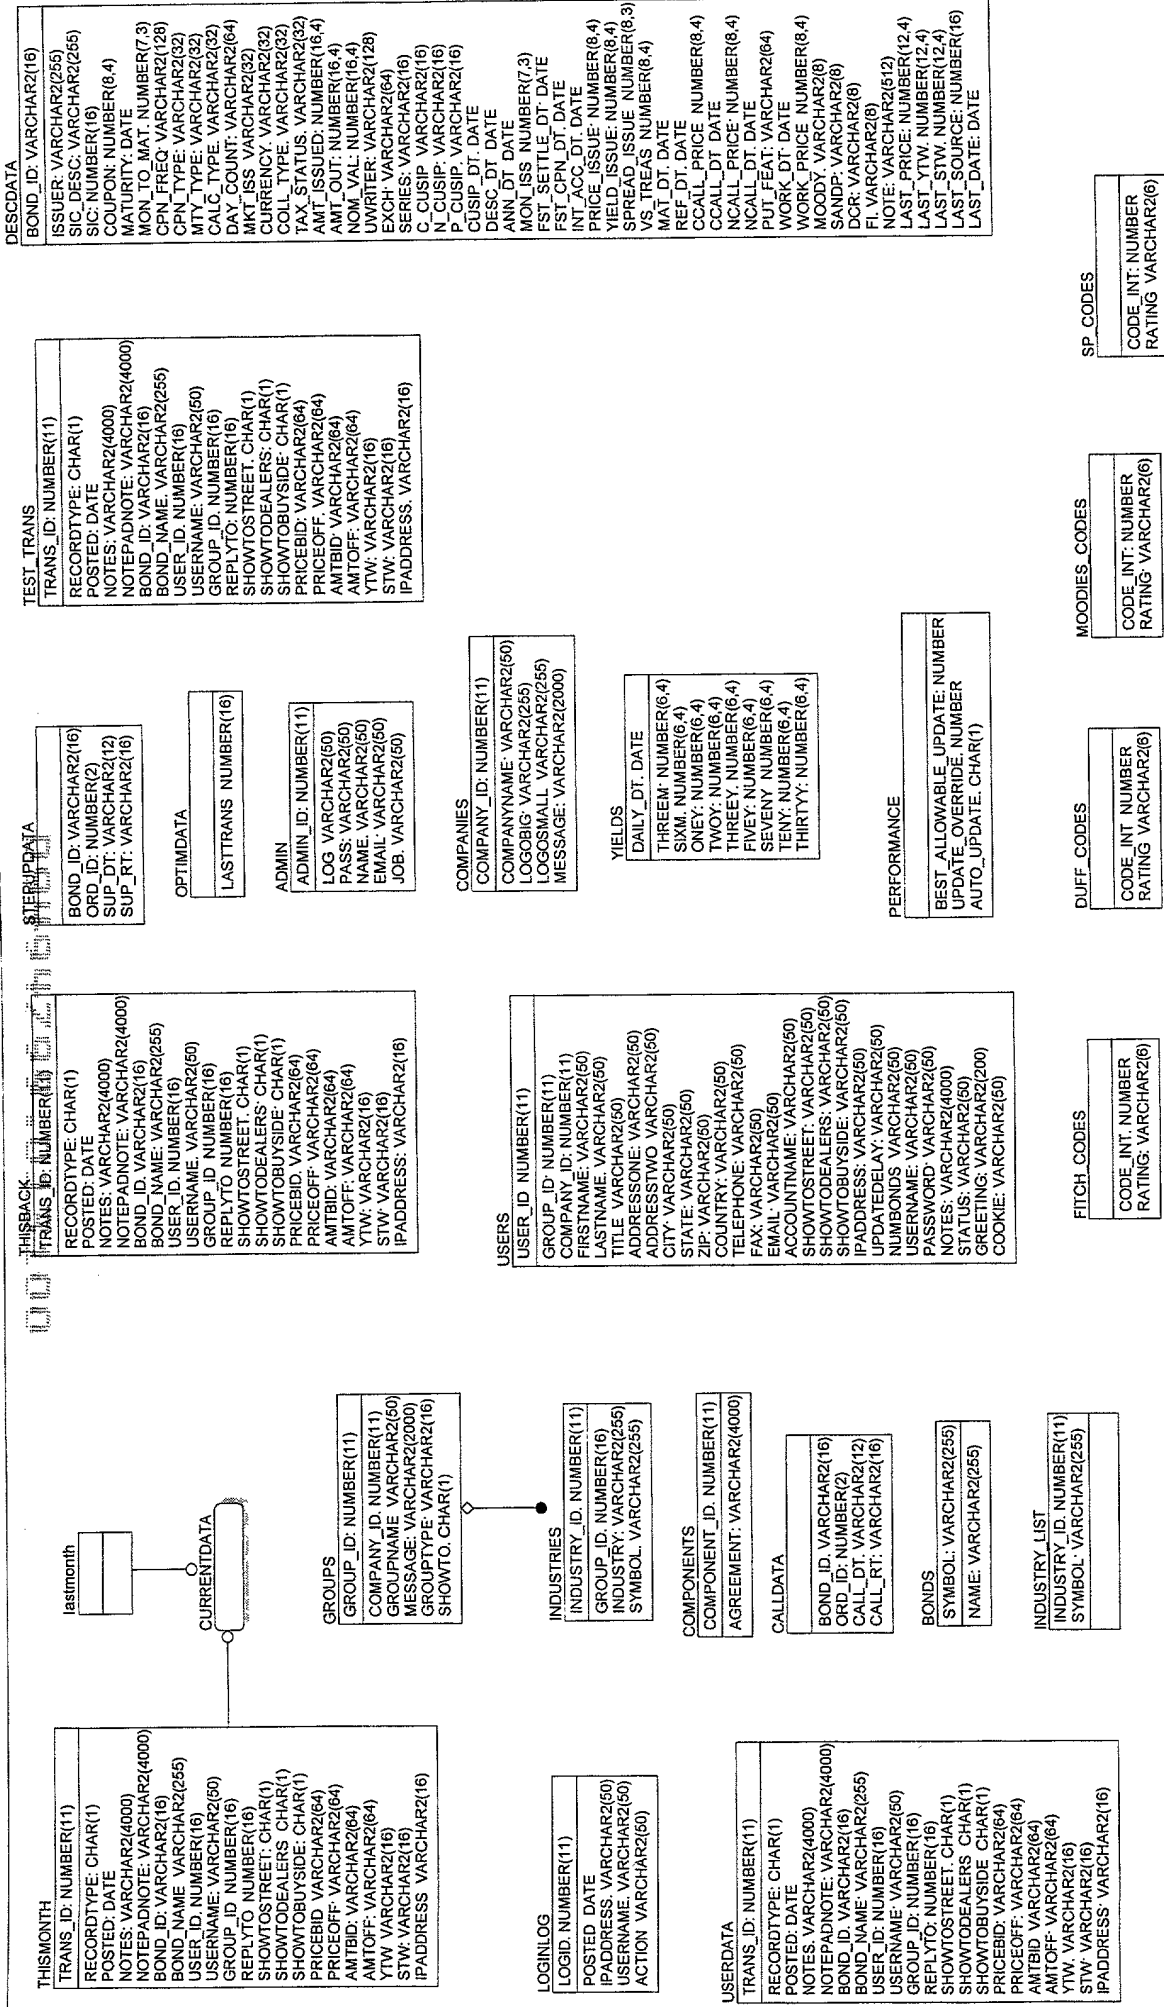 THISMONTH
TRANS_ID: NUMBER(11)
RECORDTYPE: CHAR(1)
POSTED: DATE
NOTES: VARCHAR2(4000)
NOTEPADNOTE: VARCHAR2(4000)
BOND_ID: VARCHAR2(16)
BOND_NAME VARCHAR2(255)
USER_ID. NUMBER(16)
USERNAME: VARCHAR2(50)
GROUP_ID NUMBER(16)
REPLYTO NUMBER(16)
SHOWTOSTREET: CHAR(1)
SHOWTODEALERS CHAR(1)
SHOWTOBUYSIDE: CHAR(1)
PRICEBID VARCHAR2(64)
PRICEOFF: VARCHAR2(64)
AMTBID: VARCHAR2(64)
AMTOFF: VARCHAR2(64)
YTW VARCHAR2(16)
STW: VARCHAR2(16)
IPADDRESS VARCHAR2(16)
lastmonth
CURRENTDATA
THISBACK
TRANS_ID: NUMBER(11)
RECORDTYPE: CHAR(1)
POSTED: DATE
NOTES: VARCHAR2(4000)
NOTEPADNOTE: VARCHAR2(4000)
BOND_ID. VARCHAR2(16)
BOND_NAME: VARCHAR2(255)
USER_ID. NUMBER(16)
USERNAME. VARCHAR2(50)
GROUP_ID NUMBER(16)
REPLYTO NUMBER(16)
SHOWTOSTREET. CHAR(1)
SHOWTODEALERS: CHAR(1)
SHOWTOBUYSIDE: CHAR(1)
PRICEBID. VARCHAR2(64)
PRICEOFF: VARCHAR2(64)
AMTBID: VARCHAR2(64)
AMTOFF: VARCHAR2(64)
YTW: VARCHAR2(16)
STW: VARCHAR2(16)
IPADDRESS: VARCHAR2(16)
BOND_ID: VARCHAR2(16)
ORD_ID: NUMBER(2)
SUP_DT: VARCHAR2(12)
SUP_RT: VARCHAR2(16)
TEST_TRANS
TRANS_ID: NUMBER(11)
RECORDTYPE: CHAR(1)
POSTED: DATE
NOTES: VARCHAR2(4000)
NOTEPADNOTE: VARCHAR2(4000)
BOND_ID: VARCHAR2(16)
BOND_NAME. VARCHAR2(255)
USER_ID. NUMBER(16)
USERNAME: VARCHAR2(50)
GROUP_ID. NUMBER(16)
REPLYTO: NUMBER(16)
SHOWTOSTREET. CHAR(1)
SHOWTODEALERS: CHAR(1)
SHOWTOBUYSIDE: CHAR(1)
PRICEBID: VARCHAR2(64)
PRICEOFF. VARCHAR2(64)
AMTBID: VARCHAR2(64)
AMTOFF: VARCHAR2(64)
YTW: VARCHAR2(16)
STW: VARCHAR2(16)
IPADDRESS. VARCHAR2(16)
DESCDATA
BOND_ID: VARCHAR2(16)
ISSUER: VARCHAR2(255)
SIC_DESC: VARCHAR2(255)
SIC: NUMBER(16)
COUPON: NUMBER(8,4)
MATURITY: DATE
MON_TO_MAT. NUMBER(7,3)
CPN_FREQ: VARCHAR2(128)
CPN_TYPE: VARCHAR2(32)
MTY_TYPE: VARCHAR2(32)
CALC_TYPE. VARCHAR2(32)
DAY_COUNT: VARCHAR2(64)
MKT_ISS VARCHAR2(32)
CURRENCY. VARCHAR2(32)
COLL_TYPE. VARCHAR2(32)
TAX_STATUS. VARCHAR2(32)
AMT_ISSUED: NUMBER(16,4)
AMT_OUT: NUMBER(16,4)
NOM_VAL: NUMBER(16,4)
UWRITER: VARCHAR2(128)
EXCH VARCHAR2(64)
SERIES: VARCHAR2(16)
C_CUSIP VARCHAR2(16)
N_CUSIP: VARCHAR2(16)
P_CUSIP. VARCHAR2(16)
CUSIP_DT. DATE
DESC_DT DATE
ANN_DT DATE
MON_ISS NUMBER(7,3)
FST_SETTLE_DT: DATE
FST_CPN_DT. DATE
INT_ACC_DT. DATE
PRICE_ISSUE: NUMBER(8,4)
YIELD_ISSUE: NUMBER(8,4)
SPREAD_ISSUE NUMBER(8,3)
VS_TREAS NUMBER(8,4)
MAT_DT. DATE
REF_DT. DATE
CCALL_PRICE NUMBER(8,4)
CCALL_DT DATE
NCALL_PRICE: NUMBER(8,4)
NCALL_DT. DATE
PUT_FEAT: VARCHAR2(64)
WORK_DT: DATE
WORK_PRICE NUMBER(8,4)
MOODY VARCHAR2(8)
SANDP: VARCHAR2(8)
DCR: VARCHAR2(8)
FI. VARCHAR2(8)
NOTE: VARCHAR2(512)
LAST_PRICE: NUMBER(12,4)
LAST_YTW. NUMBER(12,4)
LAST_STW. NUMBER(12,4)
LAST_SOURCE: NUMBER(16)
LAST_DATE: DATE
GROUPS
GROUP_ID: NUMBER(11)
COMPANY_ID. NUMBER(11)
GROUPNAME VARCHAR2(50)
MESSAGE: VARCHAR2(2000)
GROUPTYPE: VARCHAR2(16)
SHOWTO. CHAR(1)
OPTIMDATA
LASTTRANS NUMBER(16)
ADMIN
ADMIN_ID: NUMBER(11)
LOG VARCHAR2(50)
PASS: VARCHAR2(50)
NAME. VARCHAR2(50)
EMAIL VARCHAR2(50)
JOB. VARCHAR2(50)
LOGINLOG
LOGID. NUMBER(11)
POSTED DATE
IPADDRESS. VARCHAR2(50)
USERNAME. VARCHAR2(50)
ACTION VARCHAR2(50)
INDUSTRIES
INDUSTRY_ID. NUMBER(11)
GROUP_ID. NUMBER(16)
INDUSTRY: VARCHAR2(255)
SYMBOL. VARCHAR2(255)
USERS
USER_ID NUMBER(11)
GROUP_ID: NUMBER(11)
COMPANY_ID: NUMBER(11)
FIRSTNAME: VARCHAR2(50)
LASTNAME. VARCHAR2(50)
TITLE VARCHAR2(50)
ADDRESSONE: VARCHAR2(50)
ADDRESSTWO VARCHAR2(50)
CITY VARCHAR2(50)
STATE: VARCHAR2(50)
ZIP: VARCHAR2(50)
COUNTRY: VARCHAR2(50)
TELEPHONE: VARCHAR2(50)
FAX: VARCHAR2(50)
EMAIL: VARCHAR2(50)
ACCOUNTNAME: VARCHAR2(50)
SHOWTOSTREET: VARCHAR2(50)
SHOWTODEALERS: VARCHAR2(50)
SHOWTOBUYSIDE: VARCHAR2(50)
IPADDRESS: VARCHAR2(50)
UPDATEDELAY: VARCHAR2(50)
NUMBONDS VARCHAR2(50)
USERNAME: VARCHAR2(50)
PASSWORD: VARCHAR2(50)
NOTES: VARCHAR2(4000)
STATUS: VARCHAR2(50)
GREETING: VARCHAR2(200)
COOKIE: VARCHAR2(50)
COMPANIES
COMPANY_ID: NUMBER(11)
COMPANYNAME: VARCHAR2(50)
LOGOBIG: VARCHAR2(255)
LOGOSMALL VARCHAR2(255)
MESSAGE: VARCHAR2(2000)
YIELDS
DAILY_DT. DATE
THREEM: NUMBER(6,4)
SIXM. NUMBER(6,4)
ONEY: NUMBER(6,4)
TWOY: NUMBER(6,4)
THREEY. NUMBER(6,4)
FIVEY: NUMBER(6,4)
SEVENY NUMBER(6,4)
TENY: NUMBER(6,4)
THIRTYY: NUMBER(6,4)
COMPONENTS
COMPONENT_ID. NUMBER(11)
AGREEMENT: VARCHAR2(4000)
CALLDATA
BOND_ID. VARCHAR2(16)
ORD_ID: NUMBER(2)
CALL_DT. VARCHAR2(12)
CALL_RT: VARCHAR2(16)
USERDATA
TRANS_ID: NUMBER(11)
RECORDTYPE: CHAR(1)
POSTED: DATE
NOTES. VARCHAR2(4000)
NOTEPADNOTE: VARCHAR2(4000)
BOND_ID: VARCHAR2(16)
BOND_NAME: VARCHAR2(255)
USER_ID: NUMBER(16)
USERNAME: VARCHAR2(50)
GROUP_ID: NUMBER(16)
REPLYTO: NUMBER(16)
SHOWTOSTREET. CHAR(1)
SHOWTODEALERS CHAR(1)
SHOWTOBUYSIDE CHAR(1)
PRICEBID: VARCHAR2(64)
PRICEOFF: VARCHAR2(64)
AMTBID VARCHAR2(64)
AMTOFF: VARCHAR2(64)
YTW. VARCHAR2(16)
STW: VARCHAR2(16)
IPADDRESS: VARCHAR2(16)
BONDS
SYMBOL: VARCHAR2(255)
NAME: VARCHAR2(255)
PERFORMANCE
BEST_ALLOWABLE_UPDATE: NUMBER
UPDATE_OVERRIDE. NUMBER
AUTO_UPDATE. CHAR(1)
INDUSTRY_LIST
INDUSTRY_ID. NUMBER(11)
SYMBOL: VARCHAR2(255)
FITCH_CODES
CODE_INT. NUMBER
RATING: VARCHAR2(6)
DUFF_CODES
CODE_INT NUMBER
RATING VARCHAR2(6)
MOODIES_CODES
CODE_INT: NUMBER
RATING: VARCHAR2(6)
SP_CODES
CODE_INT: NUMBER
RATING VARCHAR2(6)